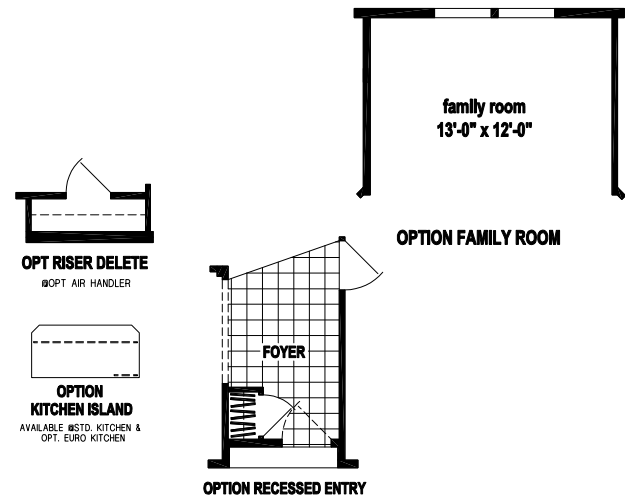 family room
13'-0" x 12'-0"
OPTION FAMILY ROOM
OPT RISER DELETE
@OPT AIR HANDLER
FOYER
OPTION
KITCHEN ISLAND
AVAILABLE @STD. KITCHEN &
OPT. EURO KITCHEN
OPTION RECESSED ENTRY